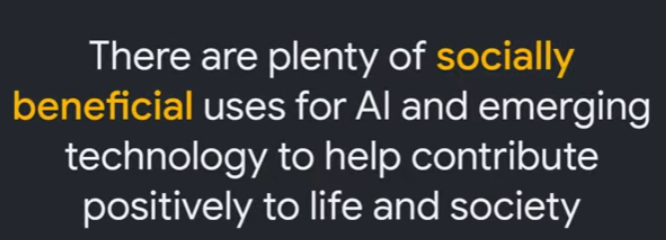 There are plenty of socially
beneficial uses for AI and emerging
technology to help contribute
positively to life and society